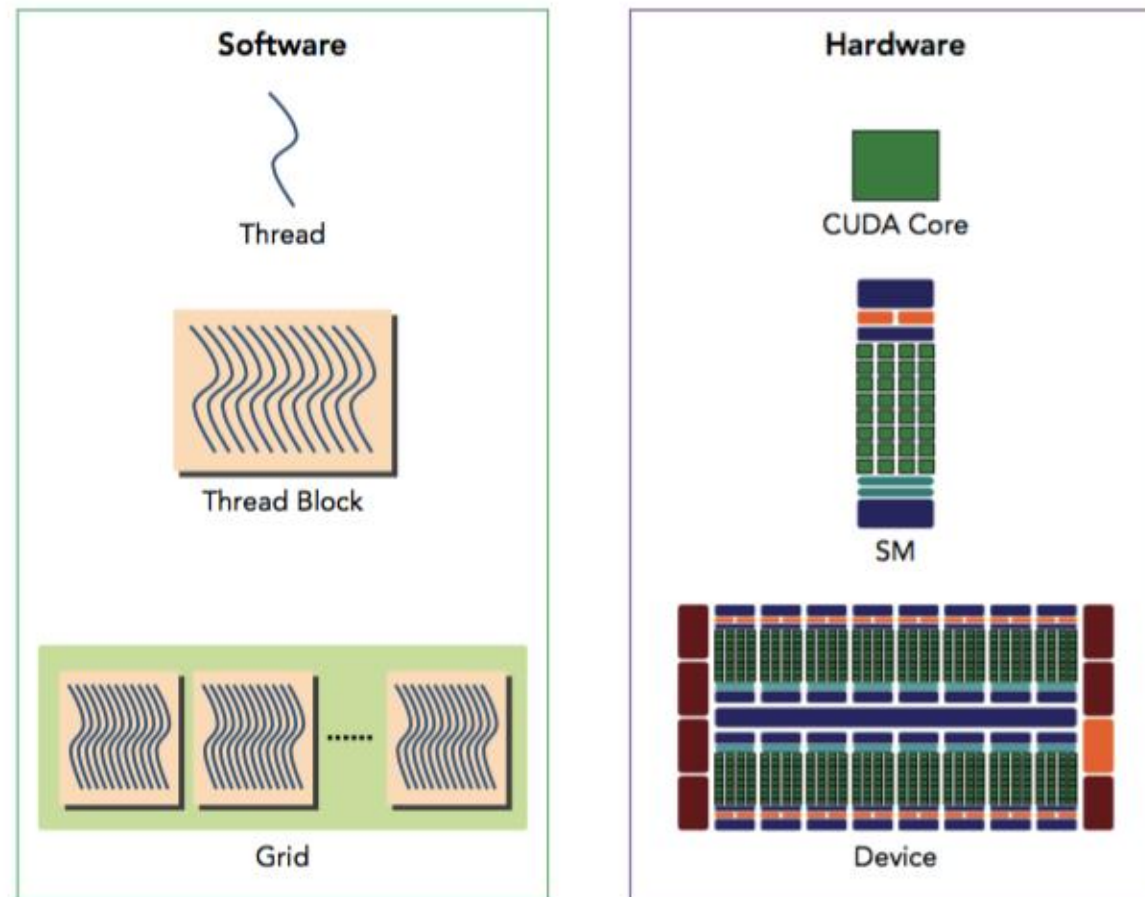 Software
Thread
Thread Block
......
Grid
Hardware
CUDA Core
SM
Device